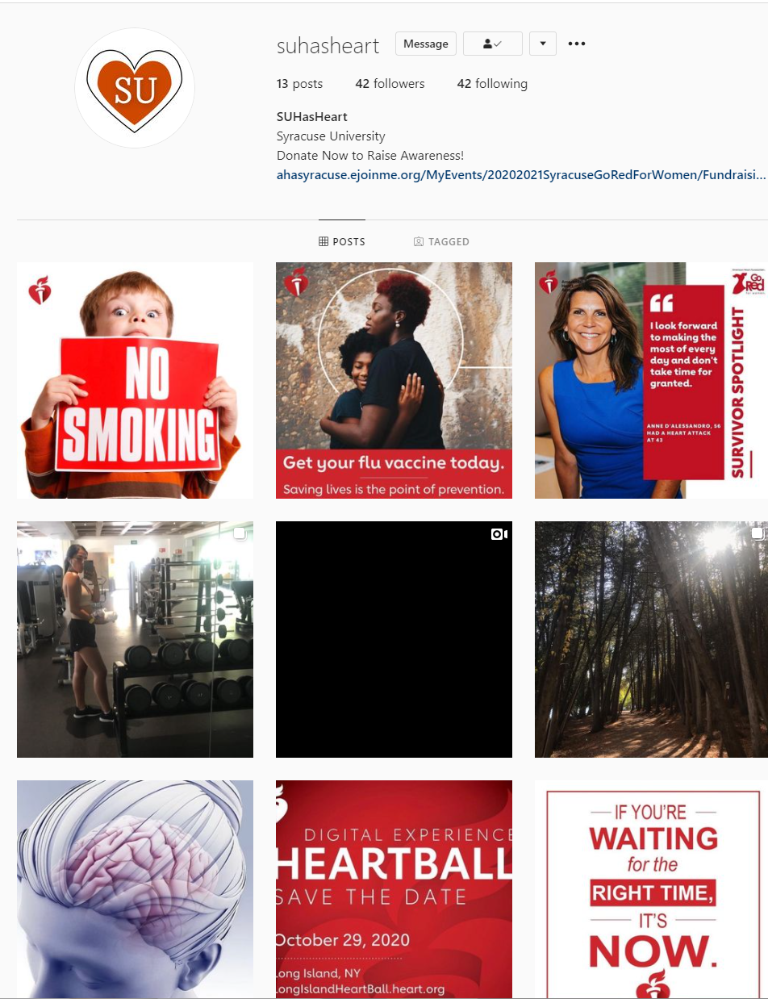 suhasheart
Message
13 posts 42 followers 42 following
SUHasHeart
Syracuse University
Donate Now to Raise Awareness!
ahasyracuse.ejoinme.org/MyEvents/20202021SyracuseGoRedForWomen/Fundraisi...
SU
POSTS TAGGED
NO
SMOKING
Get your flu vaccine today.
Saving lives is the point of prevention.
Go
Red
for women
“
I look forward
to making the
most of every
day and don't
take time for
granted.
ANNE D'ALESSANDRO, 56
HAD A HEART ATTACK
AT 43
SURVIVOR SPOTLIGHT
DIGITAL EXPERIENCE
HEARTBALL
SAVE THE DATE
October 29, 2020
Long Island, NY
LongIslandHeartBall.heart.org
IF YOU'RE
WAITING
for the
RIGHT TIME,
IT'S
NOW.